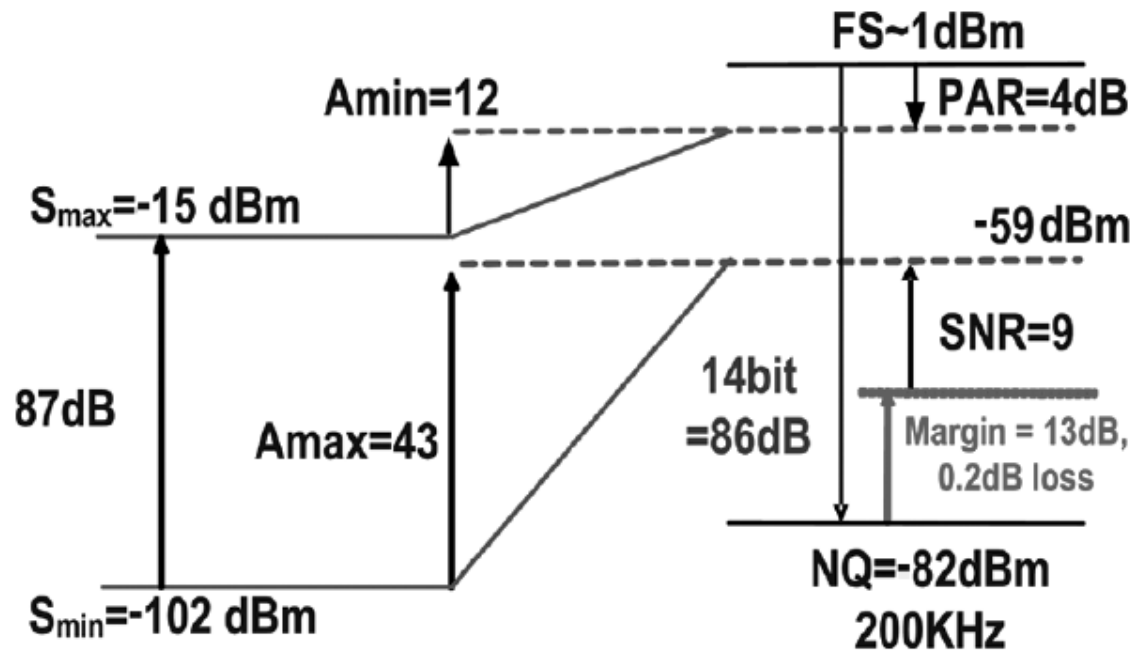 FS~1dBm
Amin=12
PAR=4dB
Smax=-15 dBm
-59dBm
SNR=9
14bit
=86dB
87dB
Amax=43
Margin = 13dB,
0.2dB loss
NQ=-82dBm
200KHz
Smin=-102 dBm